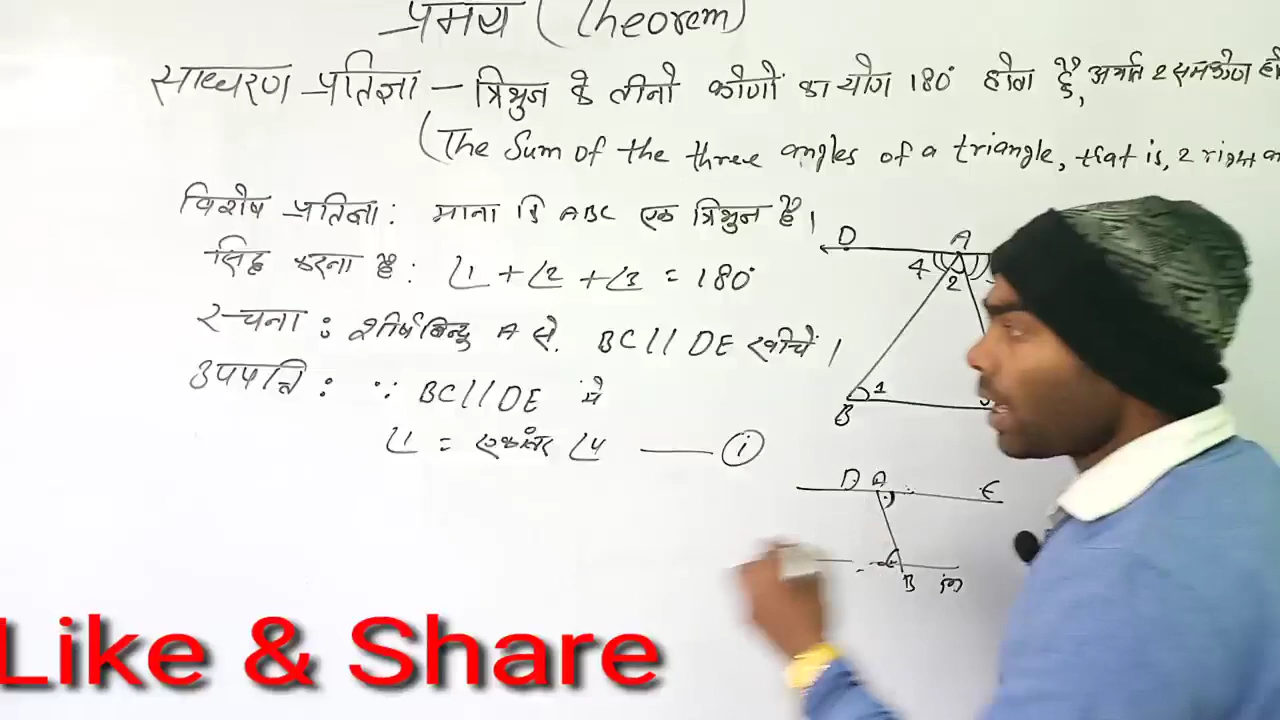 प्रमेय (Theorem)
साधारण प्रतिज्ञा — त्रिभुज के तीनो कोणों का योग 180° होता है, अर्थात 2 समकोण
(The Sum of the three angles of a triangle, that is, 2 right
विशेष प्रतिज्ञा: माना कि ABC एक त्रिभुज है।
सिद्ध करना है: ∠1 + ∠2 + ∠3 = 180°
रचना : शीर्ष बिन्दु A से BC // DE खीचें।
उपपत्ति : ∵ BC // DE में
∠1 = एकांतर ∠4 —— (i)
D A
4 2
1
B
D A E
B
Like & Share